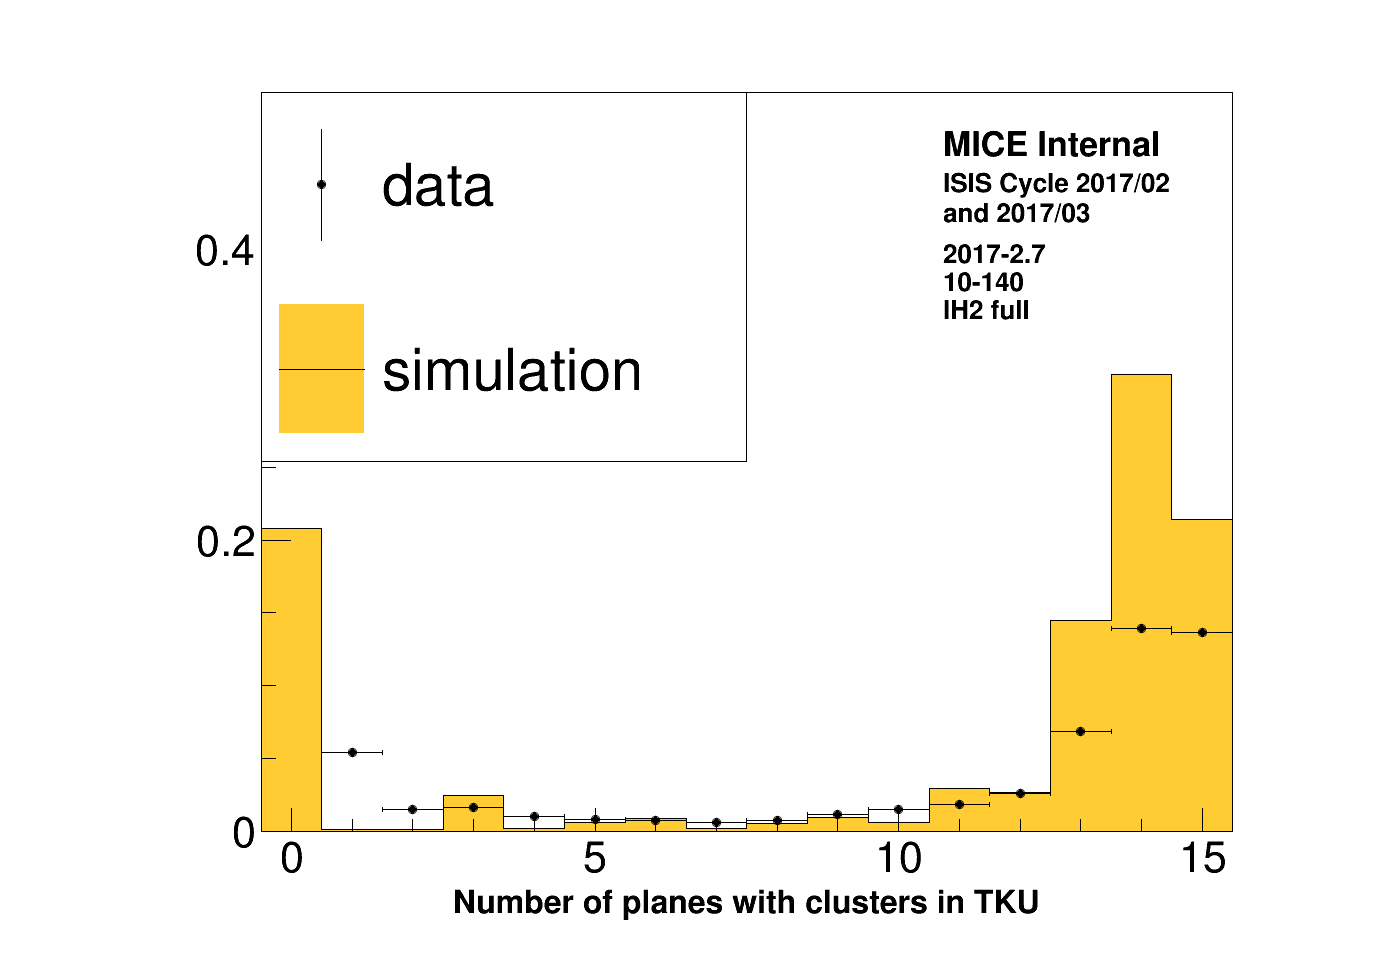 data
simulation
MICE Internal
ISIS Cycle 2017/02
and 2017/03
2017-2.7
10-140
lH2 full
0.4
0.2
0
0 5 10 15
Number of planes with clusters in TKU